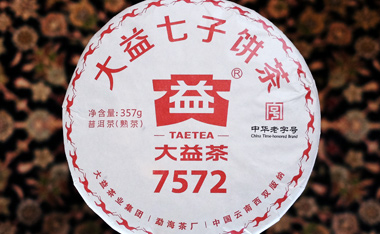 大益七子饼茶
益
®
净含量:357g
普洱茶(熟茶)
TAETEA
中华老字号
China Time-honored Brand
大益茶
7572
大益茶业集团|勐海茶厂|中国云南西双版纳